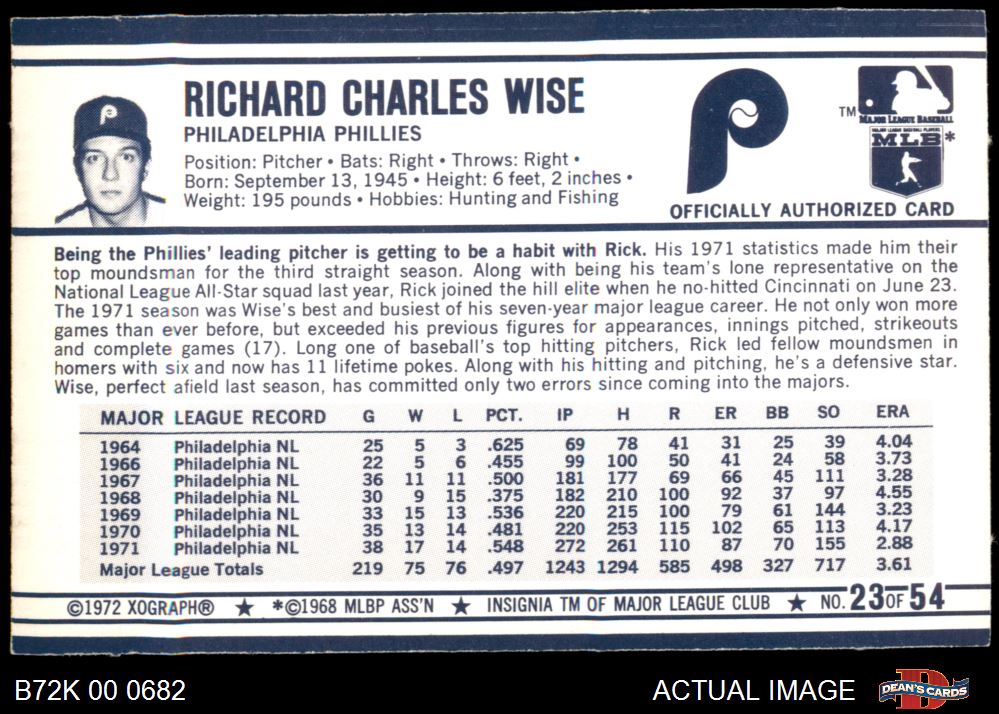 RICHARD CHARLES WISE
PHILADELPHIA PHILLIES
Position: Pitcher • Bats: Right • Throws: Right •
Born: September 13, 1945 • Height: 6 feet, 2 inches •
Weight: 195 pounds • Hobbies: Hunting and Fishing
P
P
TM
MAJOR LEAGUE BASEBALL
MAJOR LEAGUE BASEBALL PLAYERS
MLB*
OFFICIALLY AUTHORIZED CARD
Being the Phillies' leading pitcher is getting to be a habit with Rick. His 1971 statistics made him their
top moundsman for the third straight season. Along with being his team's lone representative on the
National League All-Star squad last year, Rick joined the hill elite when he no-hitted Cincinnati on June 23.
The 1971 season was Wise's best and busiest of his seven-year major league career. He not only won more
games than ever before, but exceeded his previous figures for appearances, innings pitched, strikeouts
and complete games (17). Long one of baseball's top hitting pitchers, Rick led fellow moundsmen in
homers with six and now has 11 lifetime pokes. Along with his hitting and pitching, he's a defensive star.
Wise, perfect afield last season, has committed only two errors since coming into the majors.
MAJOR LEAGUE RECORD G W L PCT. IP H R ER BB SO ERA
1964 Philadelphia NL 25 5 3 .625 69 78 41 31 25 39 4.04
1966 Philadelphia NL 22 5 6 .455 99 100 50 41 24 58 3.73
1967 Philadelphia NL 36 11 11 .500 181 177 69 66 45 111 3.28
1968 Philadelphia NL 30 9 15 .375 182 210 100 92 37 97 4.55
1969 Philadelphia NL 33 15 13 .536 220 215 100 79 61 144 3.23
1970 Philadelphia NL 35 13 14 .481 220 253 115 102 65 113 4.17
1971 Philadelphia NL 38 17 14 .548 272 261 110 87 70 155 2.88
Major League Totals 219 75 76 .497 1243 1294 585 498 327 717 3.61
©1972 XOGRAPH® ★ *©1968 MLBP ASS'N ★ INSIGNIA TM OF MAJOR LEAGUE CLUB ★ NO. 23 OF 54
B72K 00 0682
ACTUAL IMAGE
D
DEAN'S CARDS